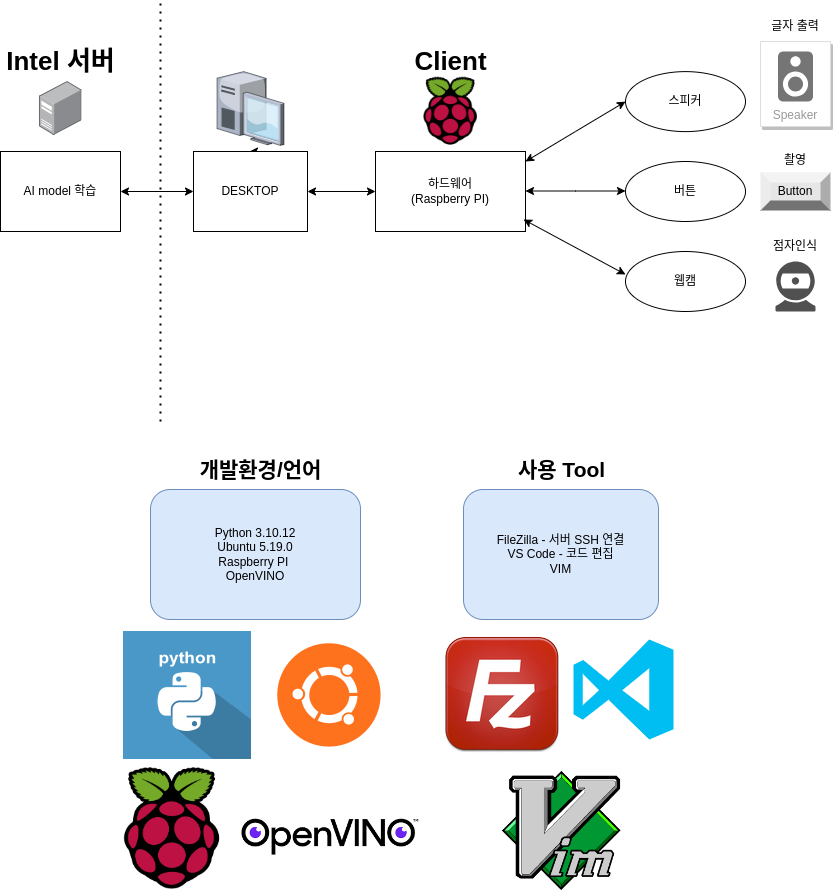 글자 출력
Intel 서버
Client
스피커
Speaker
촬영
AI model 학습
DESKTOP
하드웨어
(Raspberry PI)
버튼
Button
점자인식
웹캠
개발환경/언어
사용 Tool
Python 3.10.12
Ubuntu 5.19.0
Raspberry PI
OpenVINO
FileZilla - 서버 SSH 연결
VS Code - 코드 편집
VIM
python
Fz
OpenVINO™
Vim